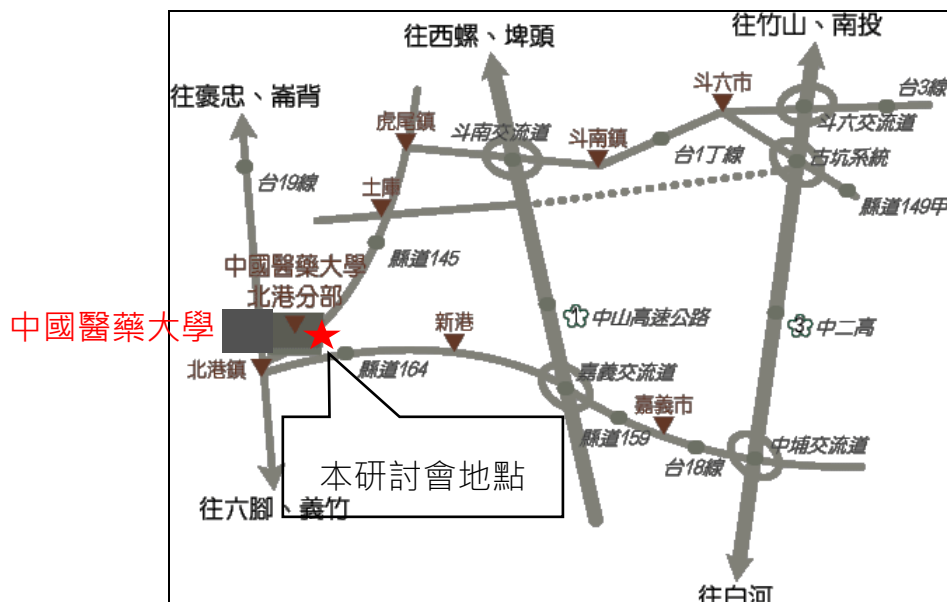 往西螺、埤頭
往竹山、南投
往褒忠、崙背
斗六市
台3線
虎尾鎮
斗南交流道
斗南鎮
斗六交流道
台1丁線
古坑系統
台19線
土庫
縣道149甲
縣道145
中國醫藥大學
北港分部
中國醫藥大學
新港
1
中山高速公路
3
中二高
北港鎮
縣道164
嘉義交流道
嘉義市
縣道159
中埔交流道
台18線
本研討會地點
往六腳、義竹
往白河